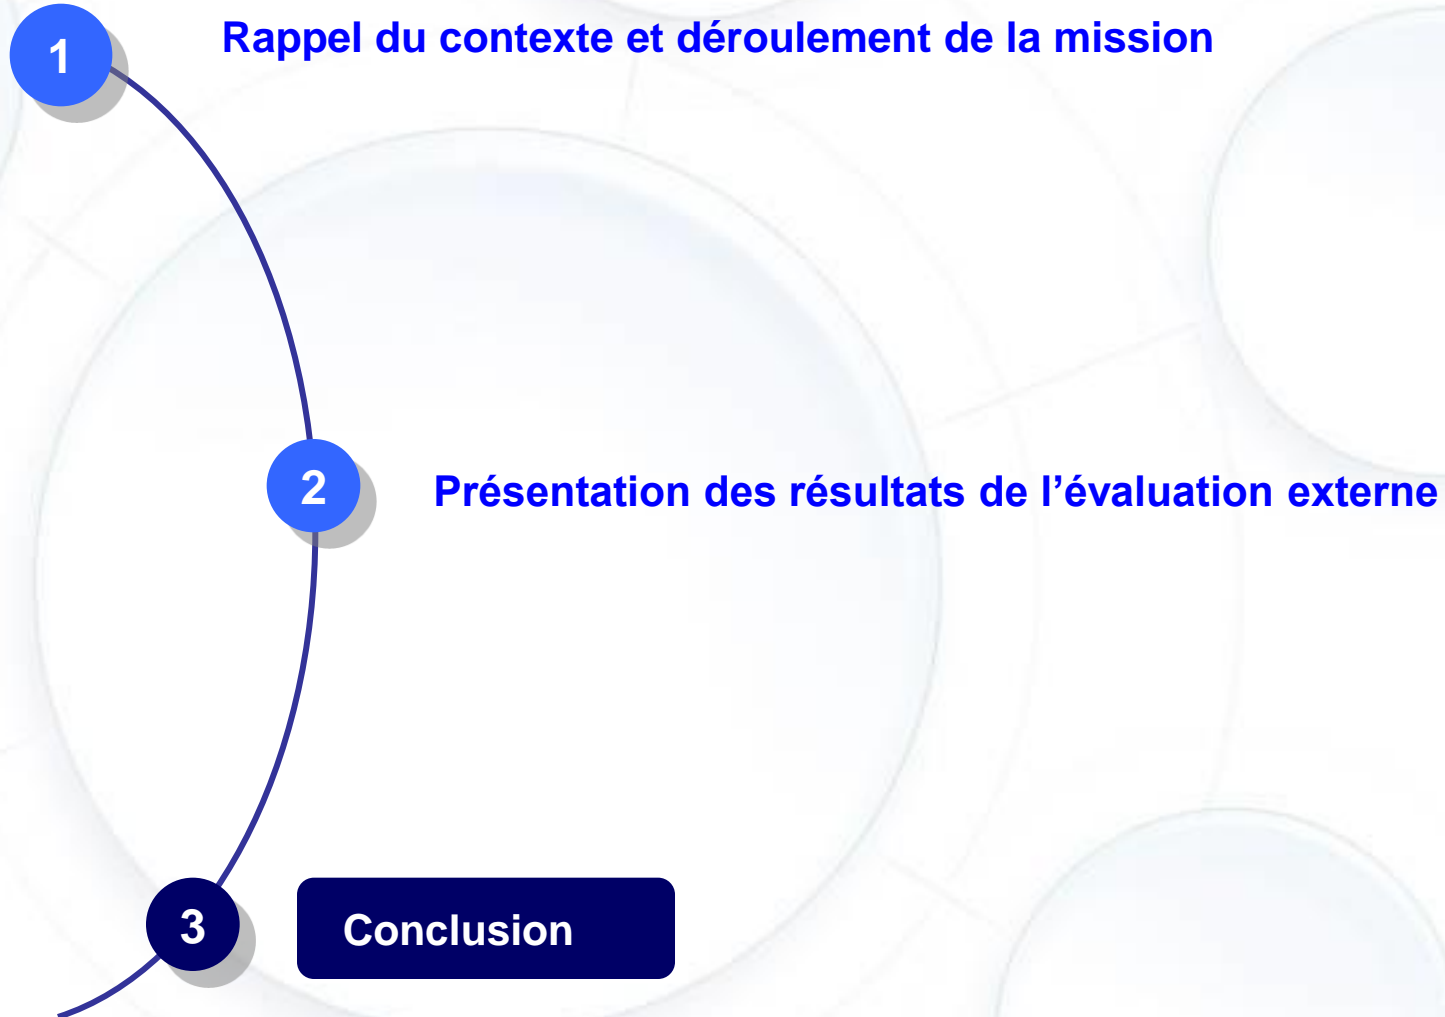 1
Rappel du contexte et déroulement de la mission
2
Présentation des résultats de l’évaluation externe
3
Conclusion